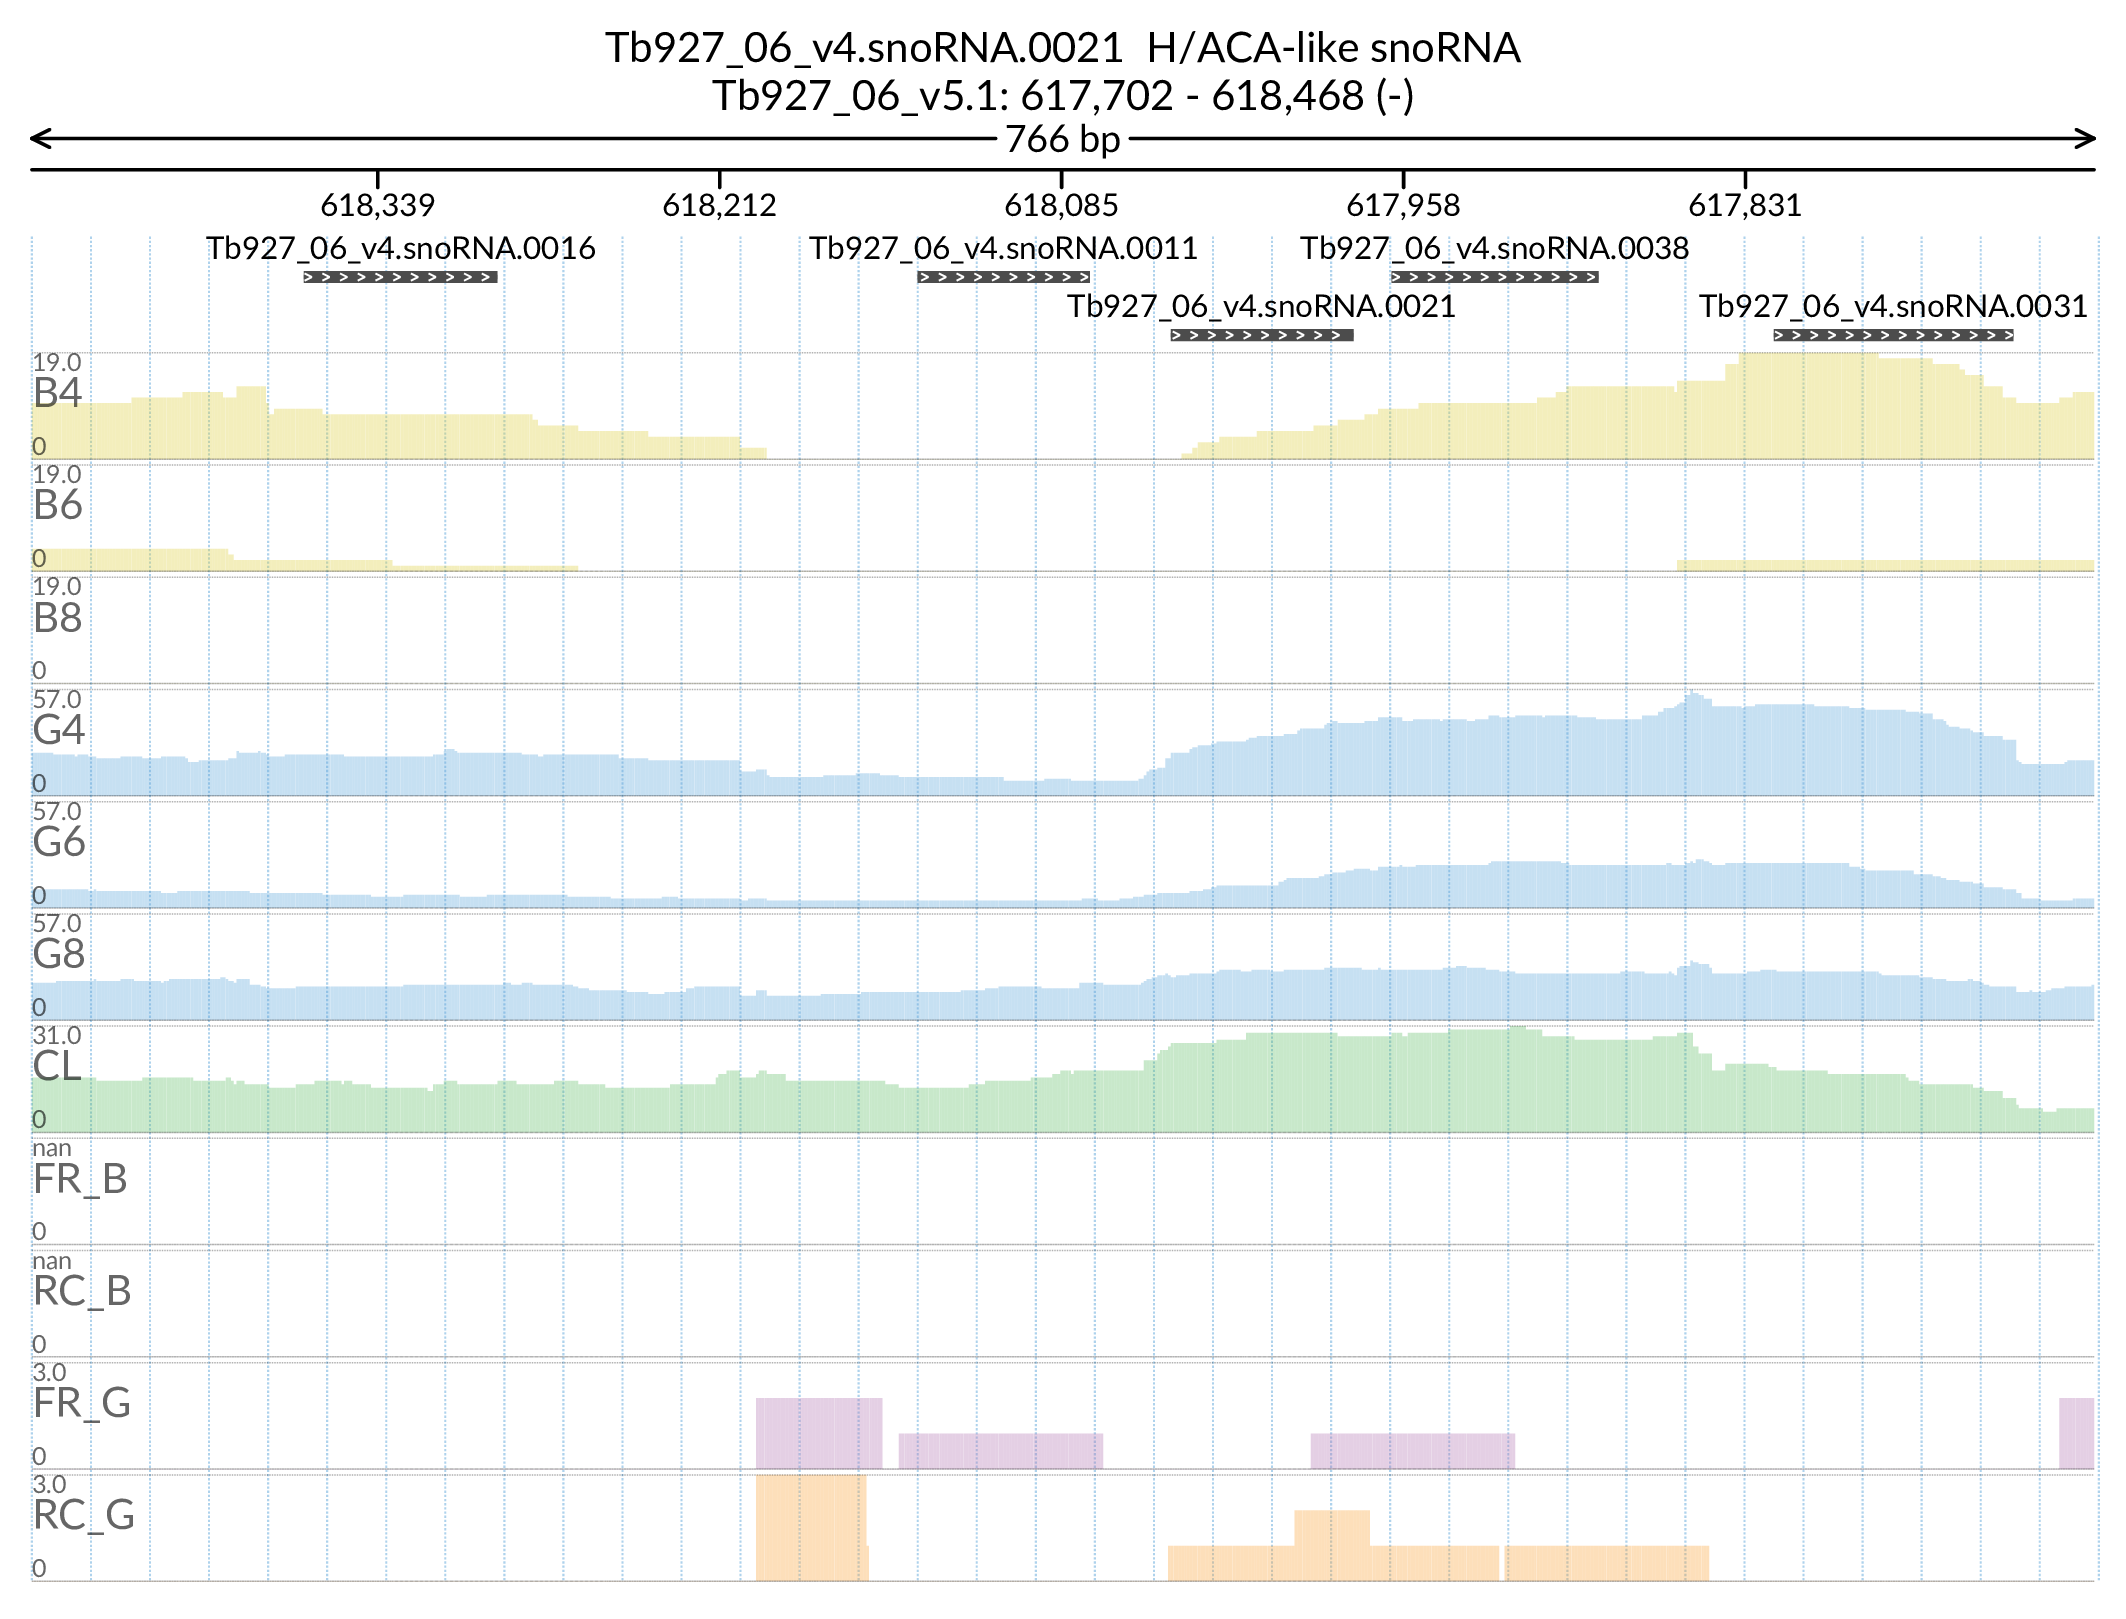 Tb927_06_v4.snoRNA.0021  H/ACA-like snoRNA
Tb927_06_v5.1: 617,702 - 618,468 (-)
766 bp
618,339 618,212 618,085 617,958 617,831
Tb927_06_v4.snoRNA.0016 Tb927_06_v4.snoRNA.0011 Tb927_06_v4.snoRNA.0038
Tb927_06_v4.snoRNA.0021 Tb927_06_v4.snoRNA.0031
19.0
B4
0
19.0
B6
0
19.0
B8
0
57.0
G4
0
57.0
G6
0
57.0
G8
0
31.0
CL
0
nan
FR_B
0
nan
RC_B
0
3.0
FR_G
0
3.0
RC_G
0